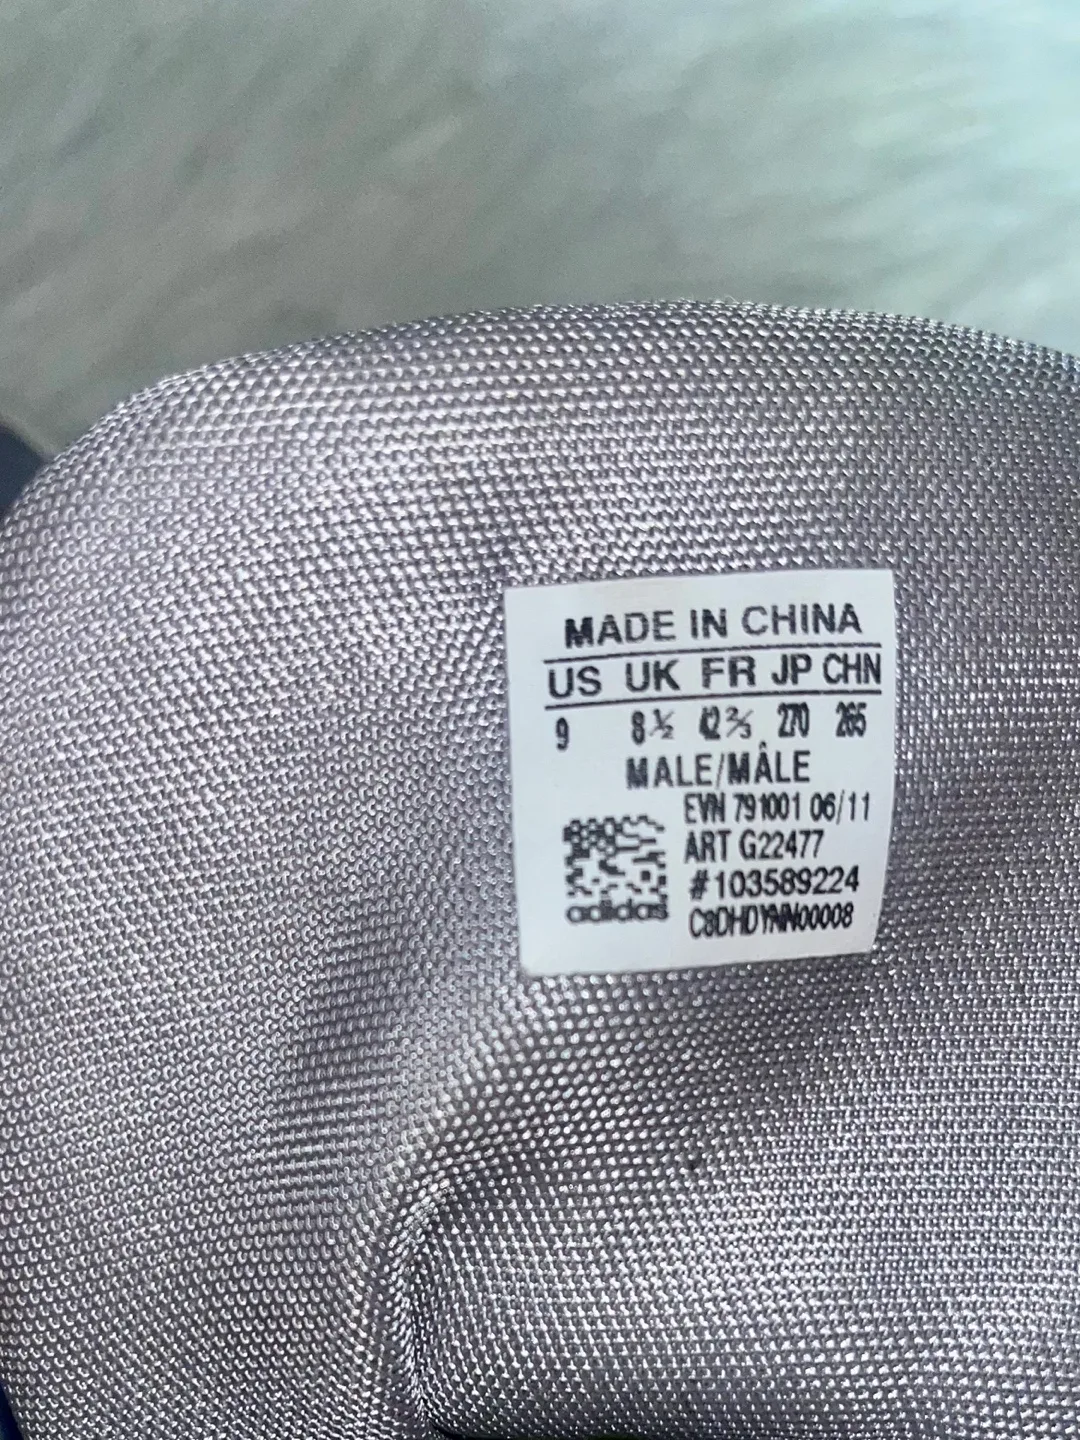 MADE IN CHINA
US UK FR JP CHN
9 8½ 42⅔ 270 265
MALE/MÂLE
EVN 791001 06/11
ART G22477
#103589224
adidas